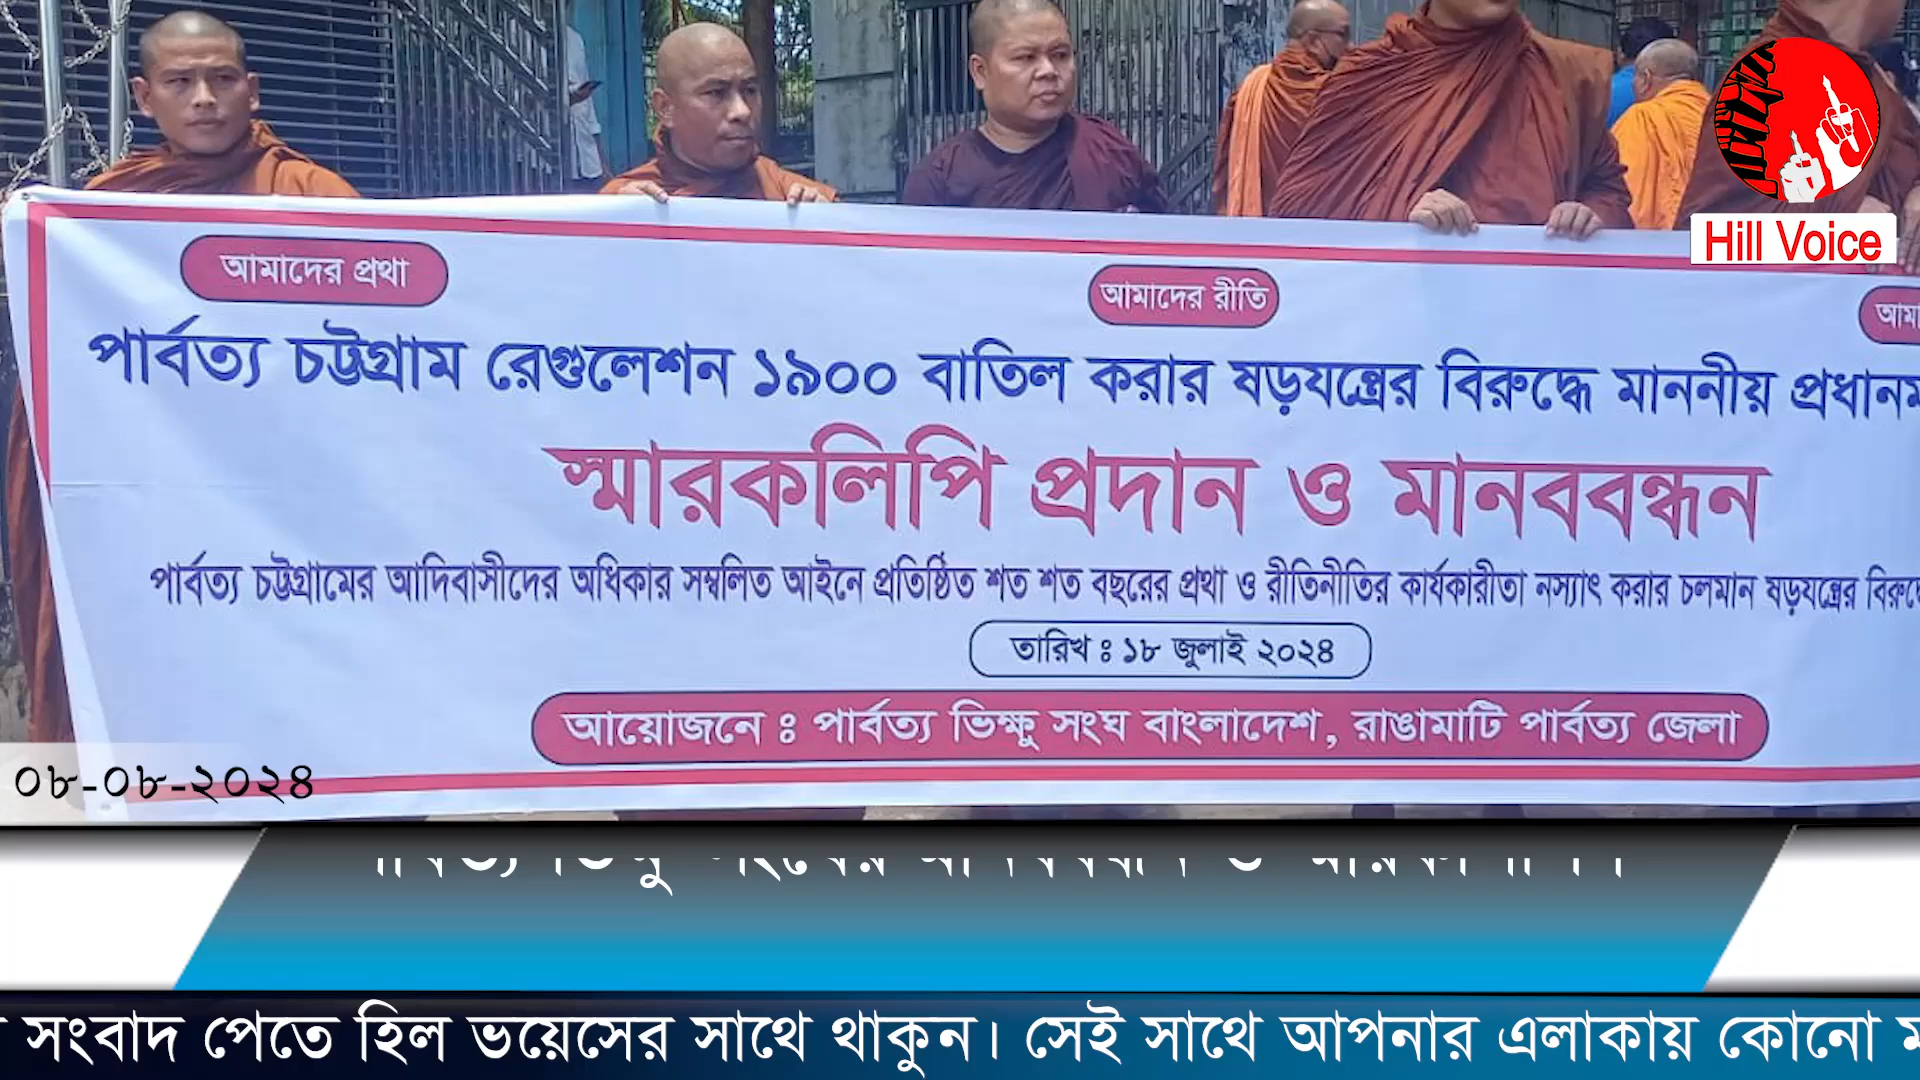 Hill Voice
আমাদের প্রথা
আমাদের রীতি
পার্বত্য চট্টগ্রাম রেগুলেশন ১৯০০ বাতিল করার ষড়যন্ত্রের বিরুদ্ধে মাননীয়
স্মারকলিপি প্রদান ও মানববন্ধন
পার্বত্য চট্টগ্রামের আদিবাসীদের অধিকার সম্বলিত আইনে প্রতিষ্ঠিত শত শত বছরের প্রথা ও রীতিনীতির কার্যকারীতা নস্যাৎ করার চলমান ষড়যন্ত্রের
তারিখ ঃ ১৮ জুলাই ২০২৪
আয়োজনে ঃ পার্বত্য ভিক্ষু সংঘ বাংলাদেশ, রাঙামাটি পার্বত্য জেলা
০৮-০৮-২০২৪
সংবাদ পেতে হিল ভয়েসের সাথে থাকুন। সেই সাথে আপনার এলাকায় কোনো